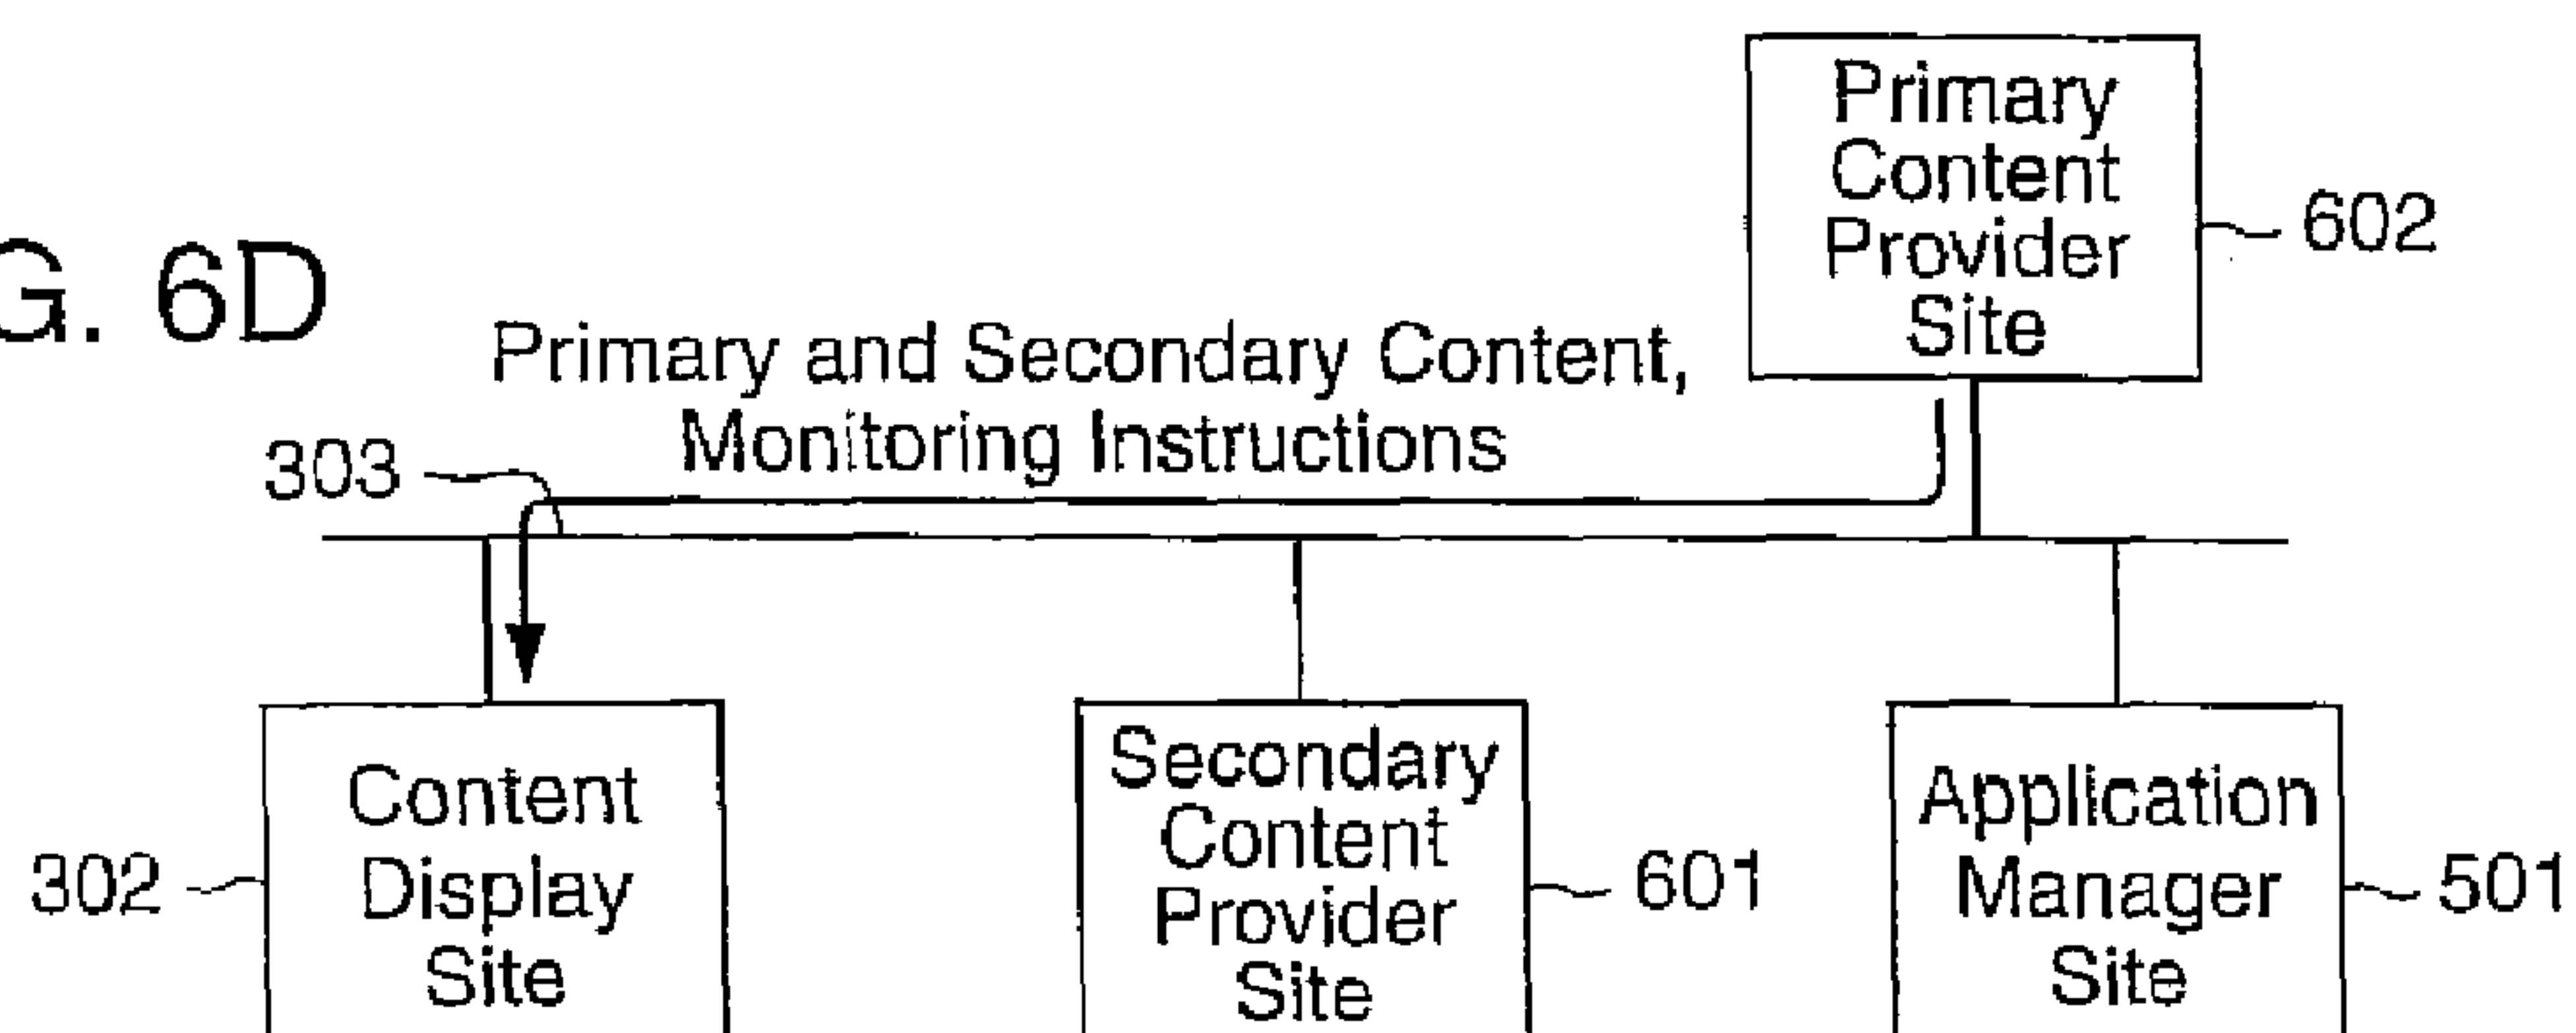 Primary
Content
Provider
Site
602
G. 6D
Primary and Secondary Content,
Monitoring Instructions
303
Content
Display
Site
302
Secondary
Content
Provider
Site
601
Application
Manager
Site
501